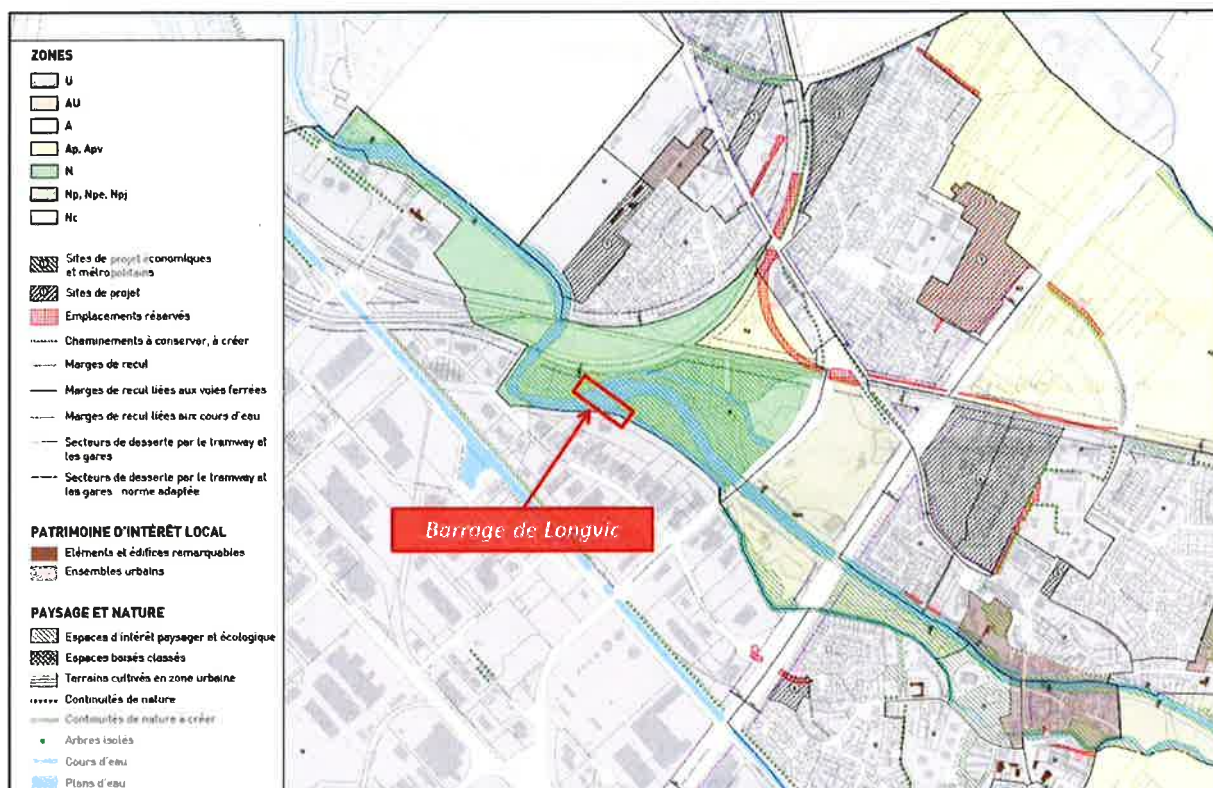 ZONES
U
AU
A
Ap, Apv
N
Np, Npe, Npj
Nc
Sites de projet économiques
et métropolitains
Sites de projet
Emplacements réservés
Cheminements à conserver, à créer
Marges de recul
Marges de recul liées aux voies ferrées
Marges de recul liées aux cours d'eau
Secteurs de desserte par le tramway et
les gares
Secteurs de desserte par le tramway et
les gares norme adaptée
PATRIMOINE D'INTÉRÊT LOCAL
Eléments et édifices remarquables
Ensembles urbains
PAYSAGE ET NATURE
Espaces d'intérêt paysager et écologique
Espaces boisés classés
Terrains cultivés en zone urbaine
Continuités de nature
Continuités de nature à créer
Arbres isolés
Cours d'eau
Plans d'eau
Barrage de Longvic